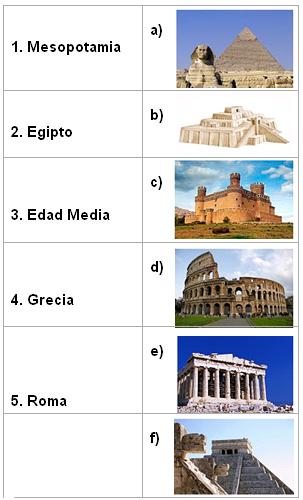 1. Mesopotamia
a)
2. Egipto
b)
3. Edad Media
c)
4. Grecia
d)
5. Roma
e)
f)